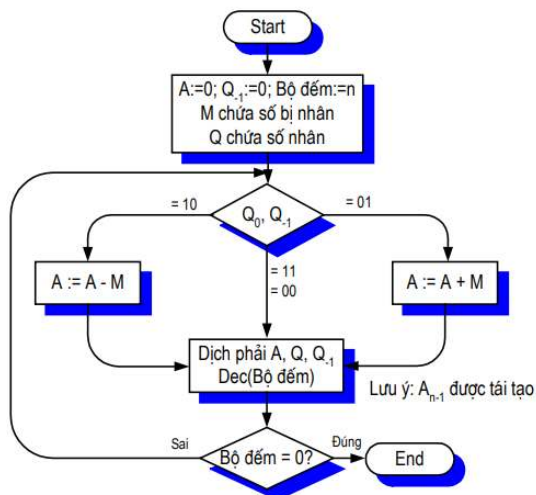 Start
A:=0; Q₋₁:=0; Bộ đếm:=n
M chứa số bị nhân
Q chứa số nhân
= 10
Q₀, Q₋₁
= 01
A := A - M
= 11
= 00
A := A + M
Dịch phải A, Q, Q₋₁
Dec(Bộ đếm)
Lưu ý: Aₙ₋₁ được tái tạo
Sai
Bộ đếm = 0?
Đúng
End